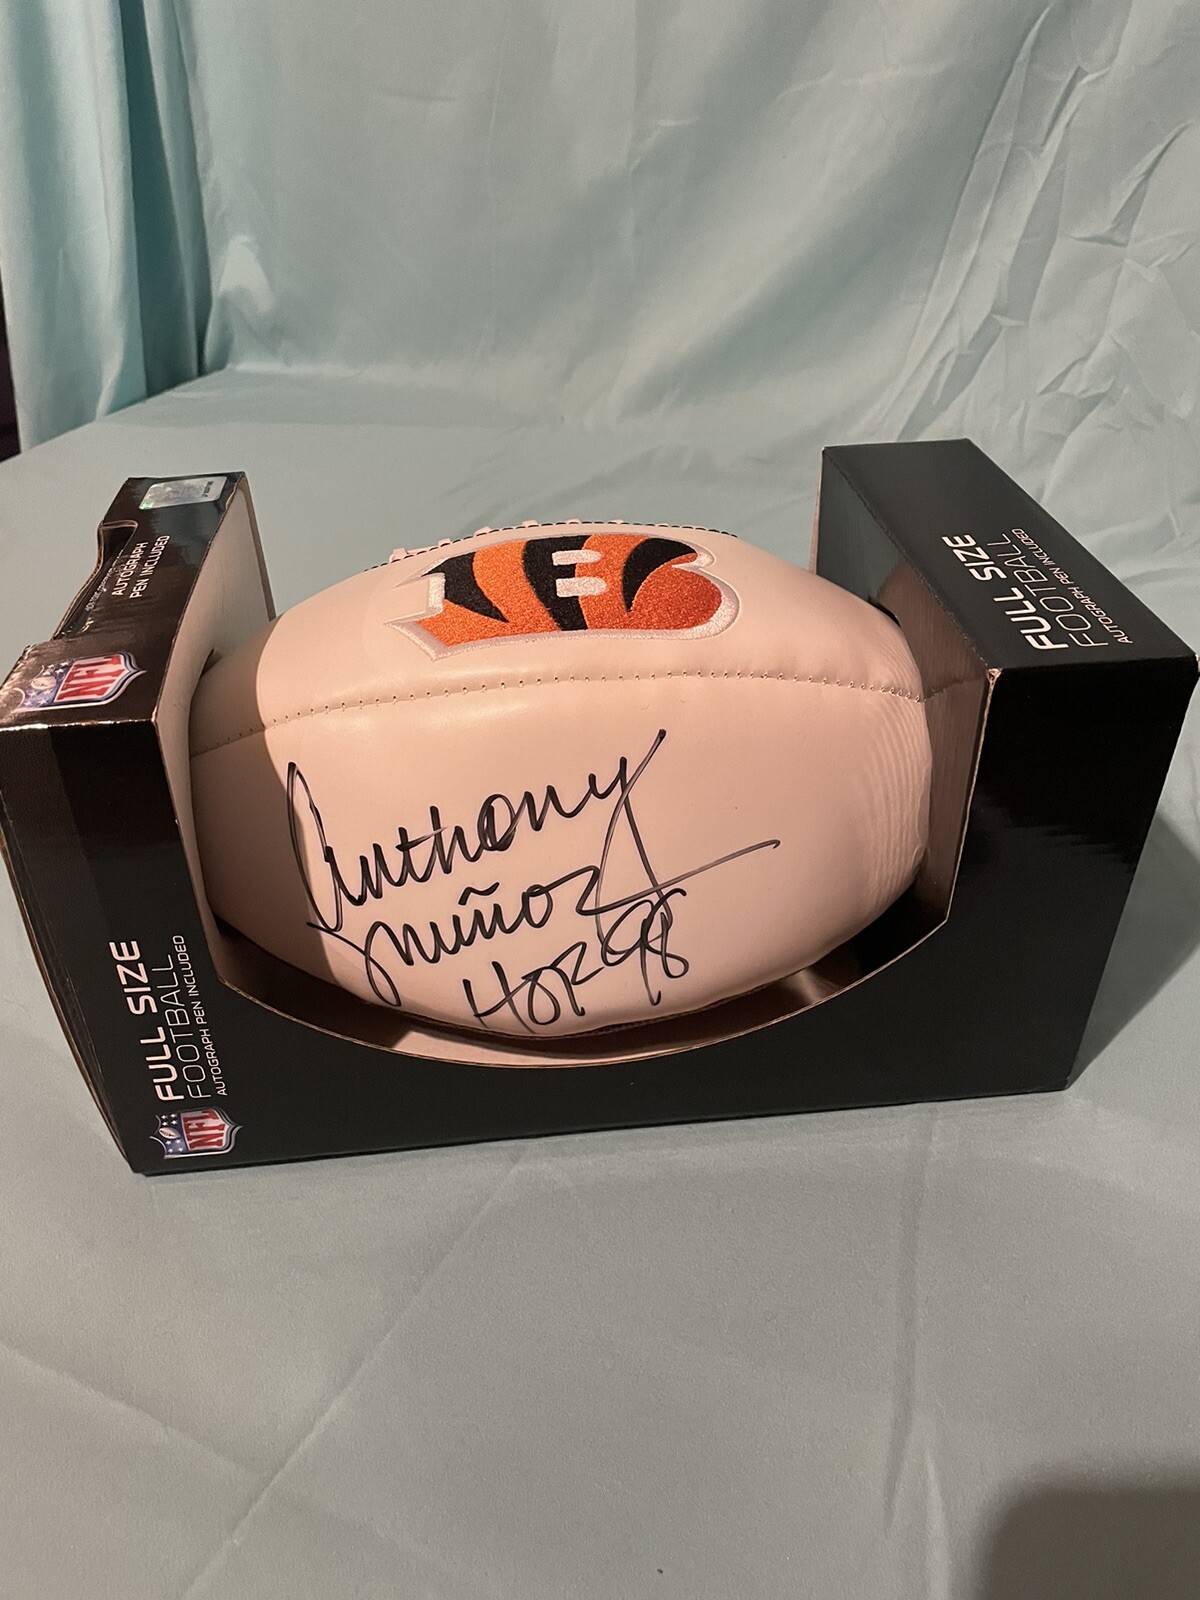 AUTOGRAPH
PEN INCLUDED
NFL
FULL SIZE
FOOTBALL
AUTOGRAPH PEN INCLUDED
Anthony
Muñoz
HOF 98
FULL SIZE
FOOTBALL
AUTOGRAPH PEN INCLUDED
NFL